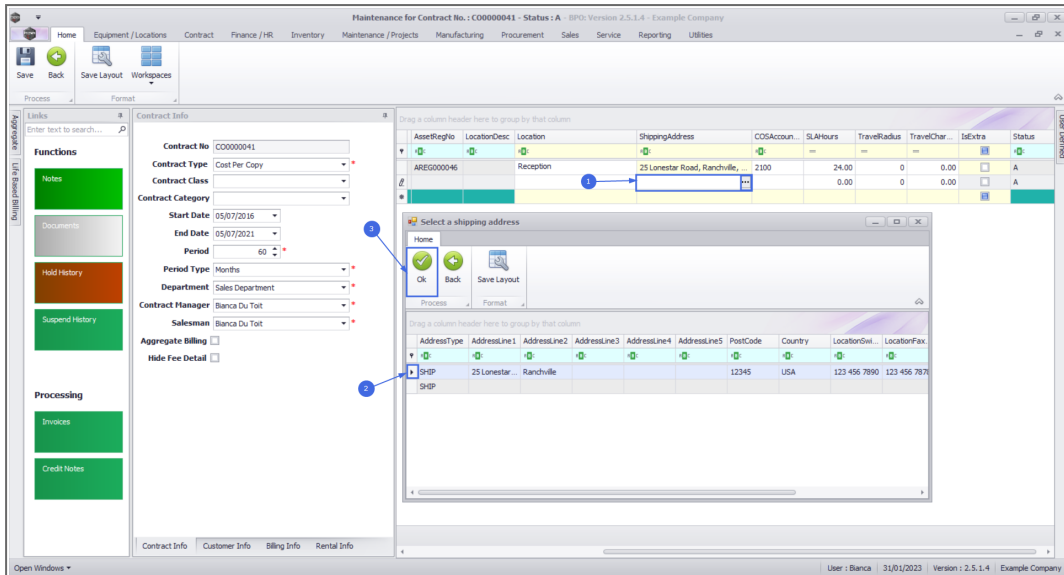 Maintenance for Contract No. : CO0000041 - Status : A - BPO: Version 2.5.1.4 - Example Company
Home Equipment / Locations Contract Finance / HR Inventory Maintenance / Projects Manufacturing Procurement Sales Service Reporting Utilities
Save Back Save Layout Workspaces
Process Format
Aggregate
Life Based Billing
Links
Enter text to search...
Functions
Notes
Documents
Hold History
Suspend History
Processing
Invoices
Credit Notes
Contract Info
Contract No CO0000041
Contract Type Cost Per Copy *
Contract Class
Contract Category
Start Date 05/07/2016
End Date 05/07/2021
Period 60 *
Period Type Months *
Department Sales Department *
Contract Manager Bianca Du Toit *
Salesman Bianca Du Toit *
Aggregate Billing
Hide Fee Detail
Contract Info Customer Info Billing Info Rental Info
Drag a column header here to group by that column
AssetRegNo LocationDesc Location ShippingAddress COSAccoun... SLAHours TravelRadius TravelChar... IsExtra Status
AREG000046 Reception 25 Lonestar Road, Ranchville, ... 2100 24.00 0 0.00 A
1 ... 0.00 0 0.00 A
User Defined
Select a shipping address
3
Home
Ok Back Save Layout
Process Format
Drag a column header here to group by that column
AddressType AddressLine1 AddressLine2 AddressLine3 AddressLine4 AddressLine5 PostCode Country LocationSwi... LocationFax.
2 SHIP 25 Lonestar... Ranchville 12345 USA 123 456 7890 123 456 787
SHIP
Open Windows User : Bianca 31/01/2023 Version : 2.5.1.4 Example Company